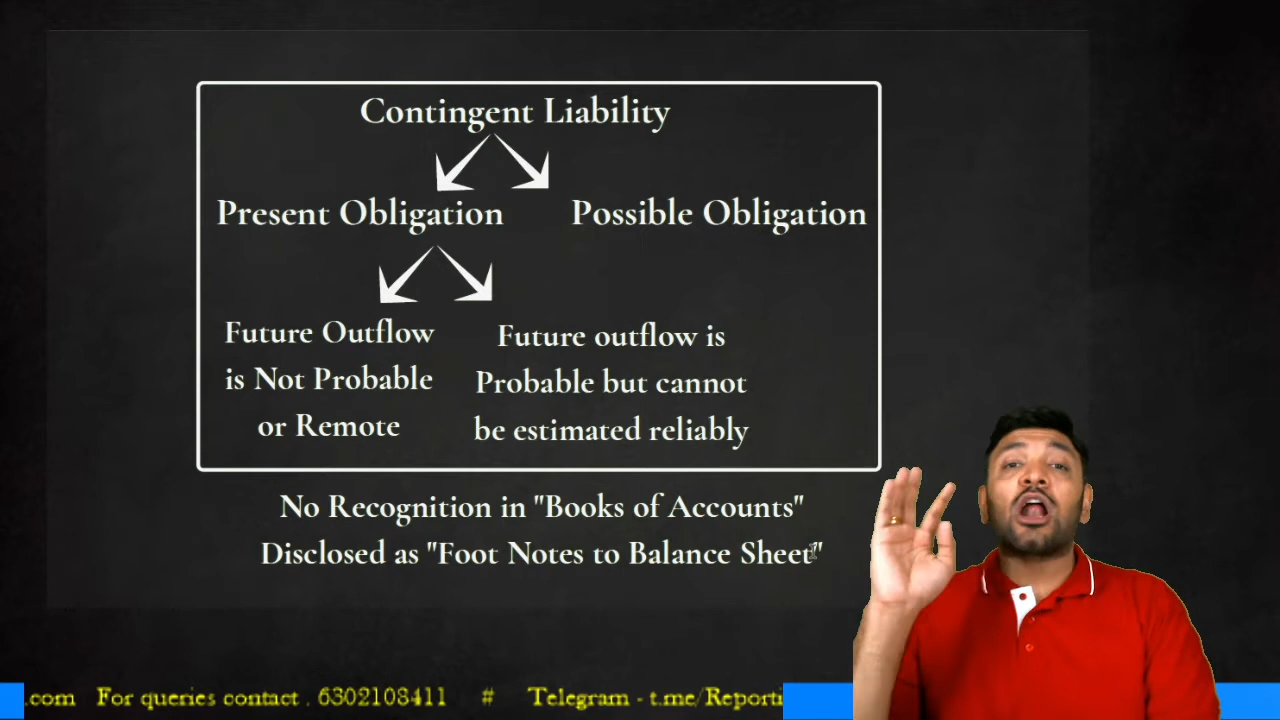 Contingent Liability
Present Obligation Possible Obligation
Future Outflow
is Not Probable
or Remote
Future outflow is
Probable but cannot
be estimated reliably
No Recognition in "Books of Accounts"
Disclosed as "Foot Notes to Balance Sheet"
.com For queries contact . 6302108411 # Telegram - t.me/Reporti